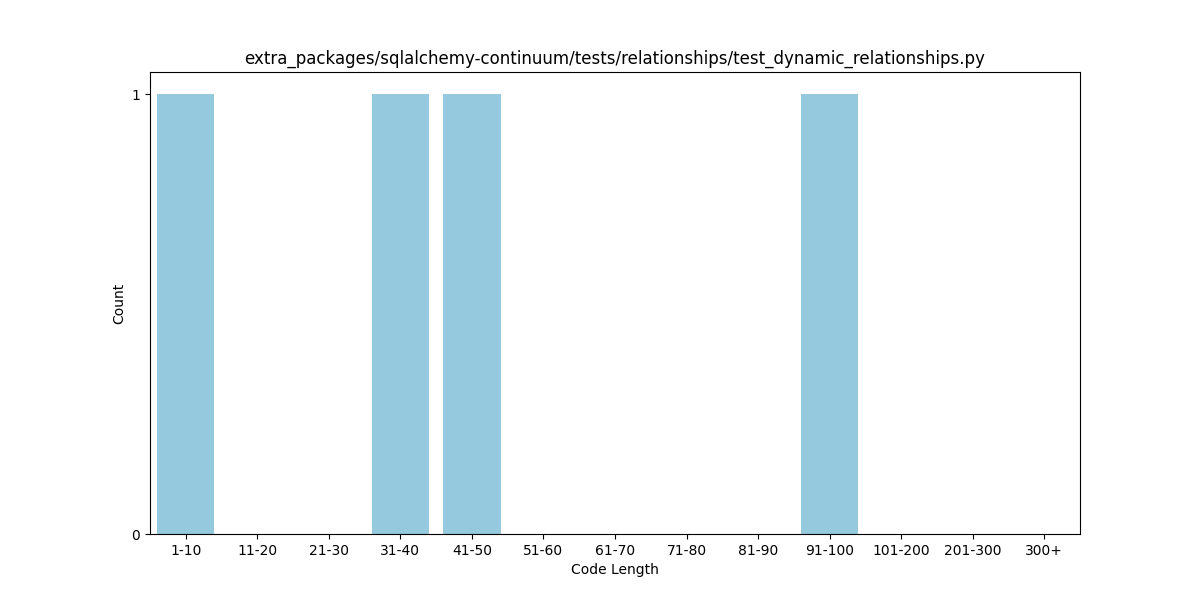 extra_packages/sqlalchemy-continuum/tests/relationships/test_dynamic_relationships.py
1
Count
0
1-10 11-20 21-30 31-40 41-50 51-60 61-70 71-80 81-90 91-100 101-200 201-300 300+
Code Length